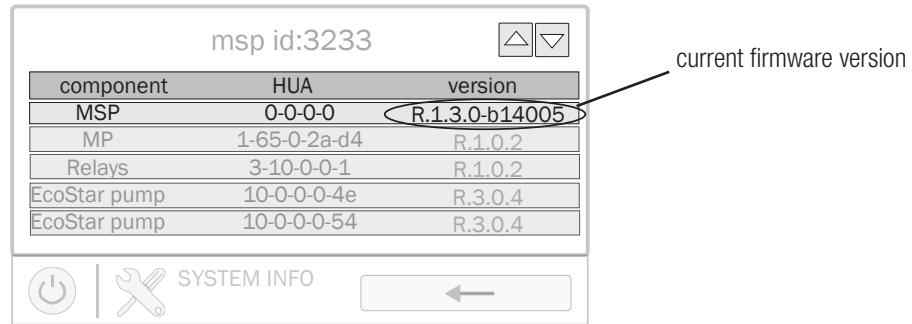 msp id:3233
current firmware version
component HUA version
MSP 0-0-0-0 R.1.3.0-b14005
MP 1-65-0-2a-d4 R.1.0.2
Relays 3-10-0-0-1 R.1.0.2
EcoStar pump 10-0-0-0-4e R.3.0.4
EcoStar pump 10-0-0-0-54 R.3.0.4
SYSTEM INFO